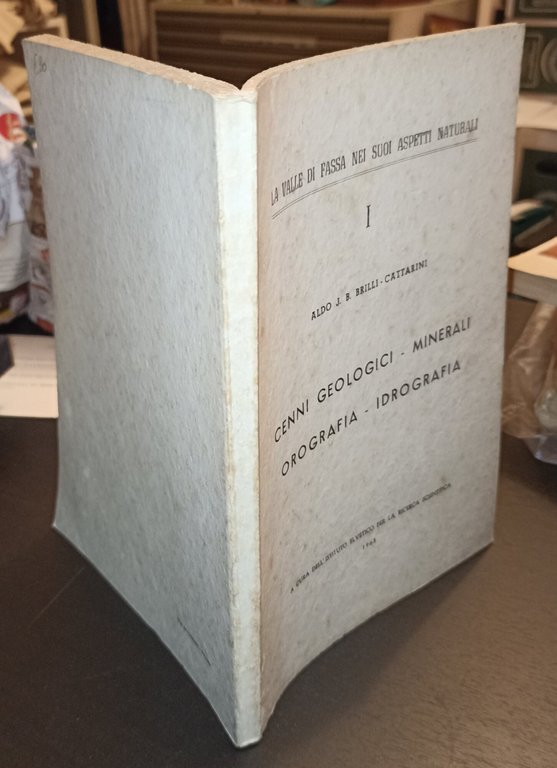 LA VALLE DI FASSA NEI SUOI ASPETTI NATURALI
I
ALDO J. B. BRILLI-CATTARINI
CENNI GEOLOGICI - MINERALI
OROGRAFIA - IDROGRAFIA
A CURA DELL'ISTITUTO ELVETICO PER LA RICERCA SCIENTIFICA